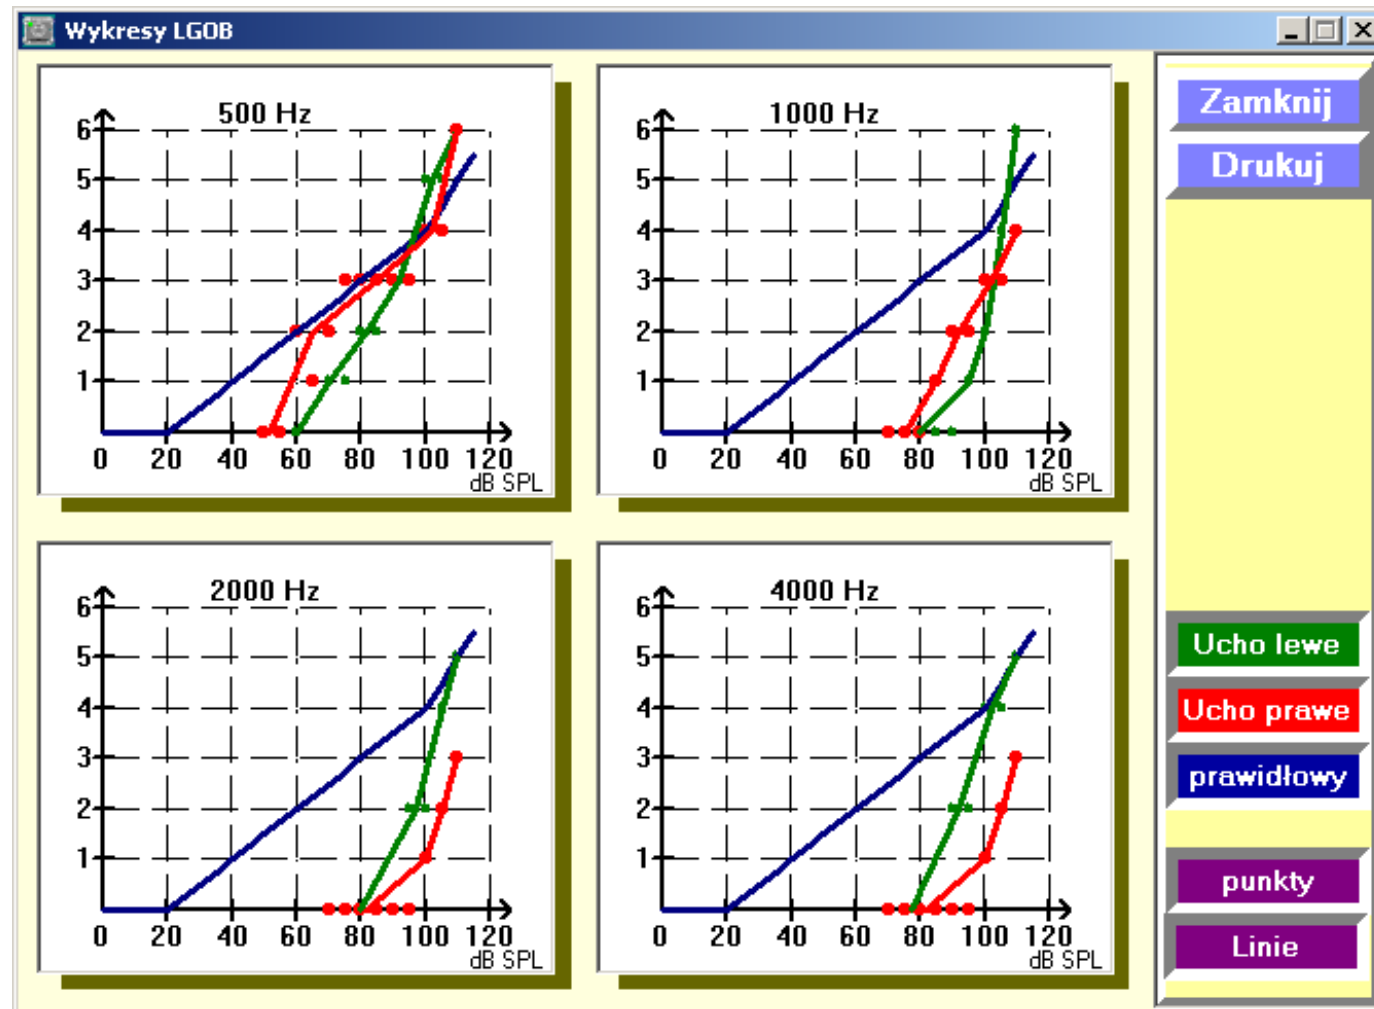 Wykresy LGOB
500 Hz
6
5
4
3
2
1
0 20 40 60 80 100 120
dB SPL
1000 Hz
6
5
4
3
2
1
0 20 40 60 80 100 120
dB SPL
2000 Hz
6
5
4
3
2
1
0 20 40 60 80 100 120
dB SPL
4000 Hz
6
5
4
3
2
1
0 20 40 60 80 100 120
dB SPL
Zamknij
Drukuj
Ucho lewe
Ucho prawe
prawidłowy
punkty
Linie